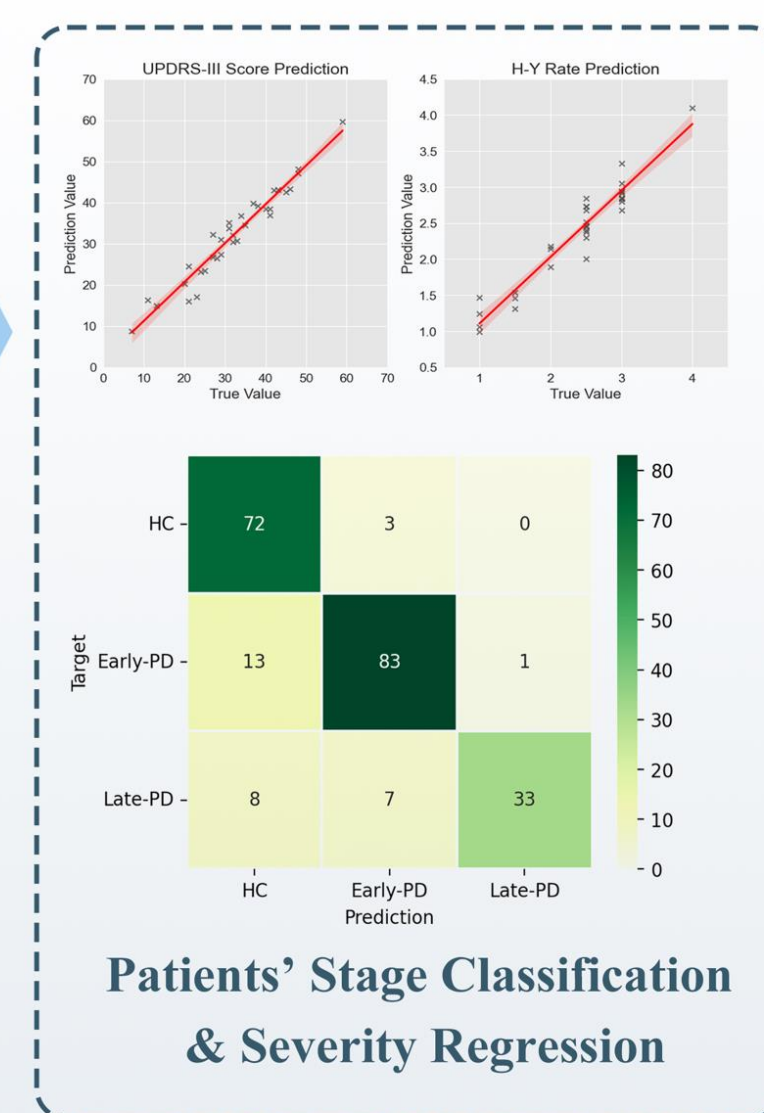 UPDRS-III Score Prediction
70
60
50
40
30
20
10
0
Prediction Value
0 10 20 30 40 50 60 70
True Value
H-Y Rate Prediction
4.5
4.0
3.5
3.0
2.5
2.0
1.5
1.0
0.5
Prediction Value
1 2 3 4
True Value
Target
HC 72 3 0
Early-PD 13 83 1
Late-PD 8 7 33
HC Early-PD Late-PD
Prediction
80
70
60
50
40
30
20
10
0
Patients’ Stage Classification
& Severity Regression